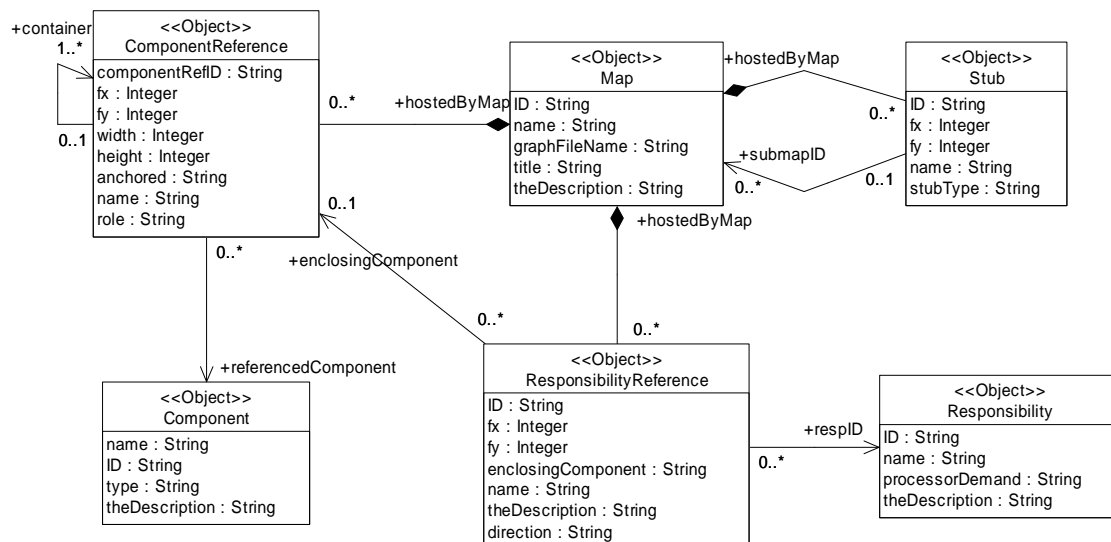 +container
1..*
0..1
<<Object>>
ComponentReference
componentRefID : String
fx : Integer
fy : Integer
width : Integer
height : Integer
anchored : String
name : String
role : String
0..*
+hostedByMap
<<Object>>
Map
ID : String
name : String
graphFileName : String
title : String
theDescription : String
+hostedByMap
0..*
+submapID
0..*
0..1
<<Object>>
Stub
ID : String
fx : Integer
fy : Integer
name : String
stubType : String
0..1
+enclosingComponent
0..*
+hostedByMap
0..*
0..*
+referencedComponent
<<Object>>
Component
name : String
ID : String
type : String
theDescription : String
<<Object>>
ResponsibilityReference
ID : String
fx : Integer
fy : Integer
enclosingComponent : String
name : String
theDescription : String
direction : String
+respID
0..*
<<Object>>
Responsibility
ID : String
name : String
processorDemand : String
theDescription : String